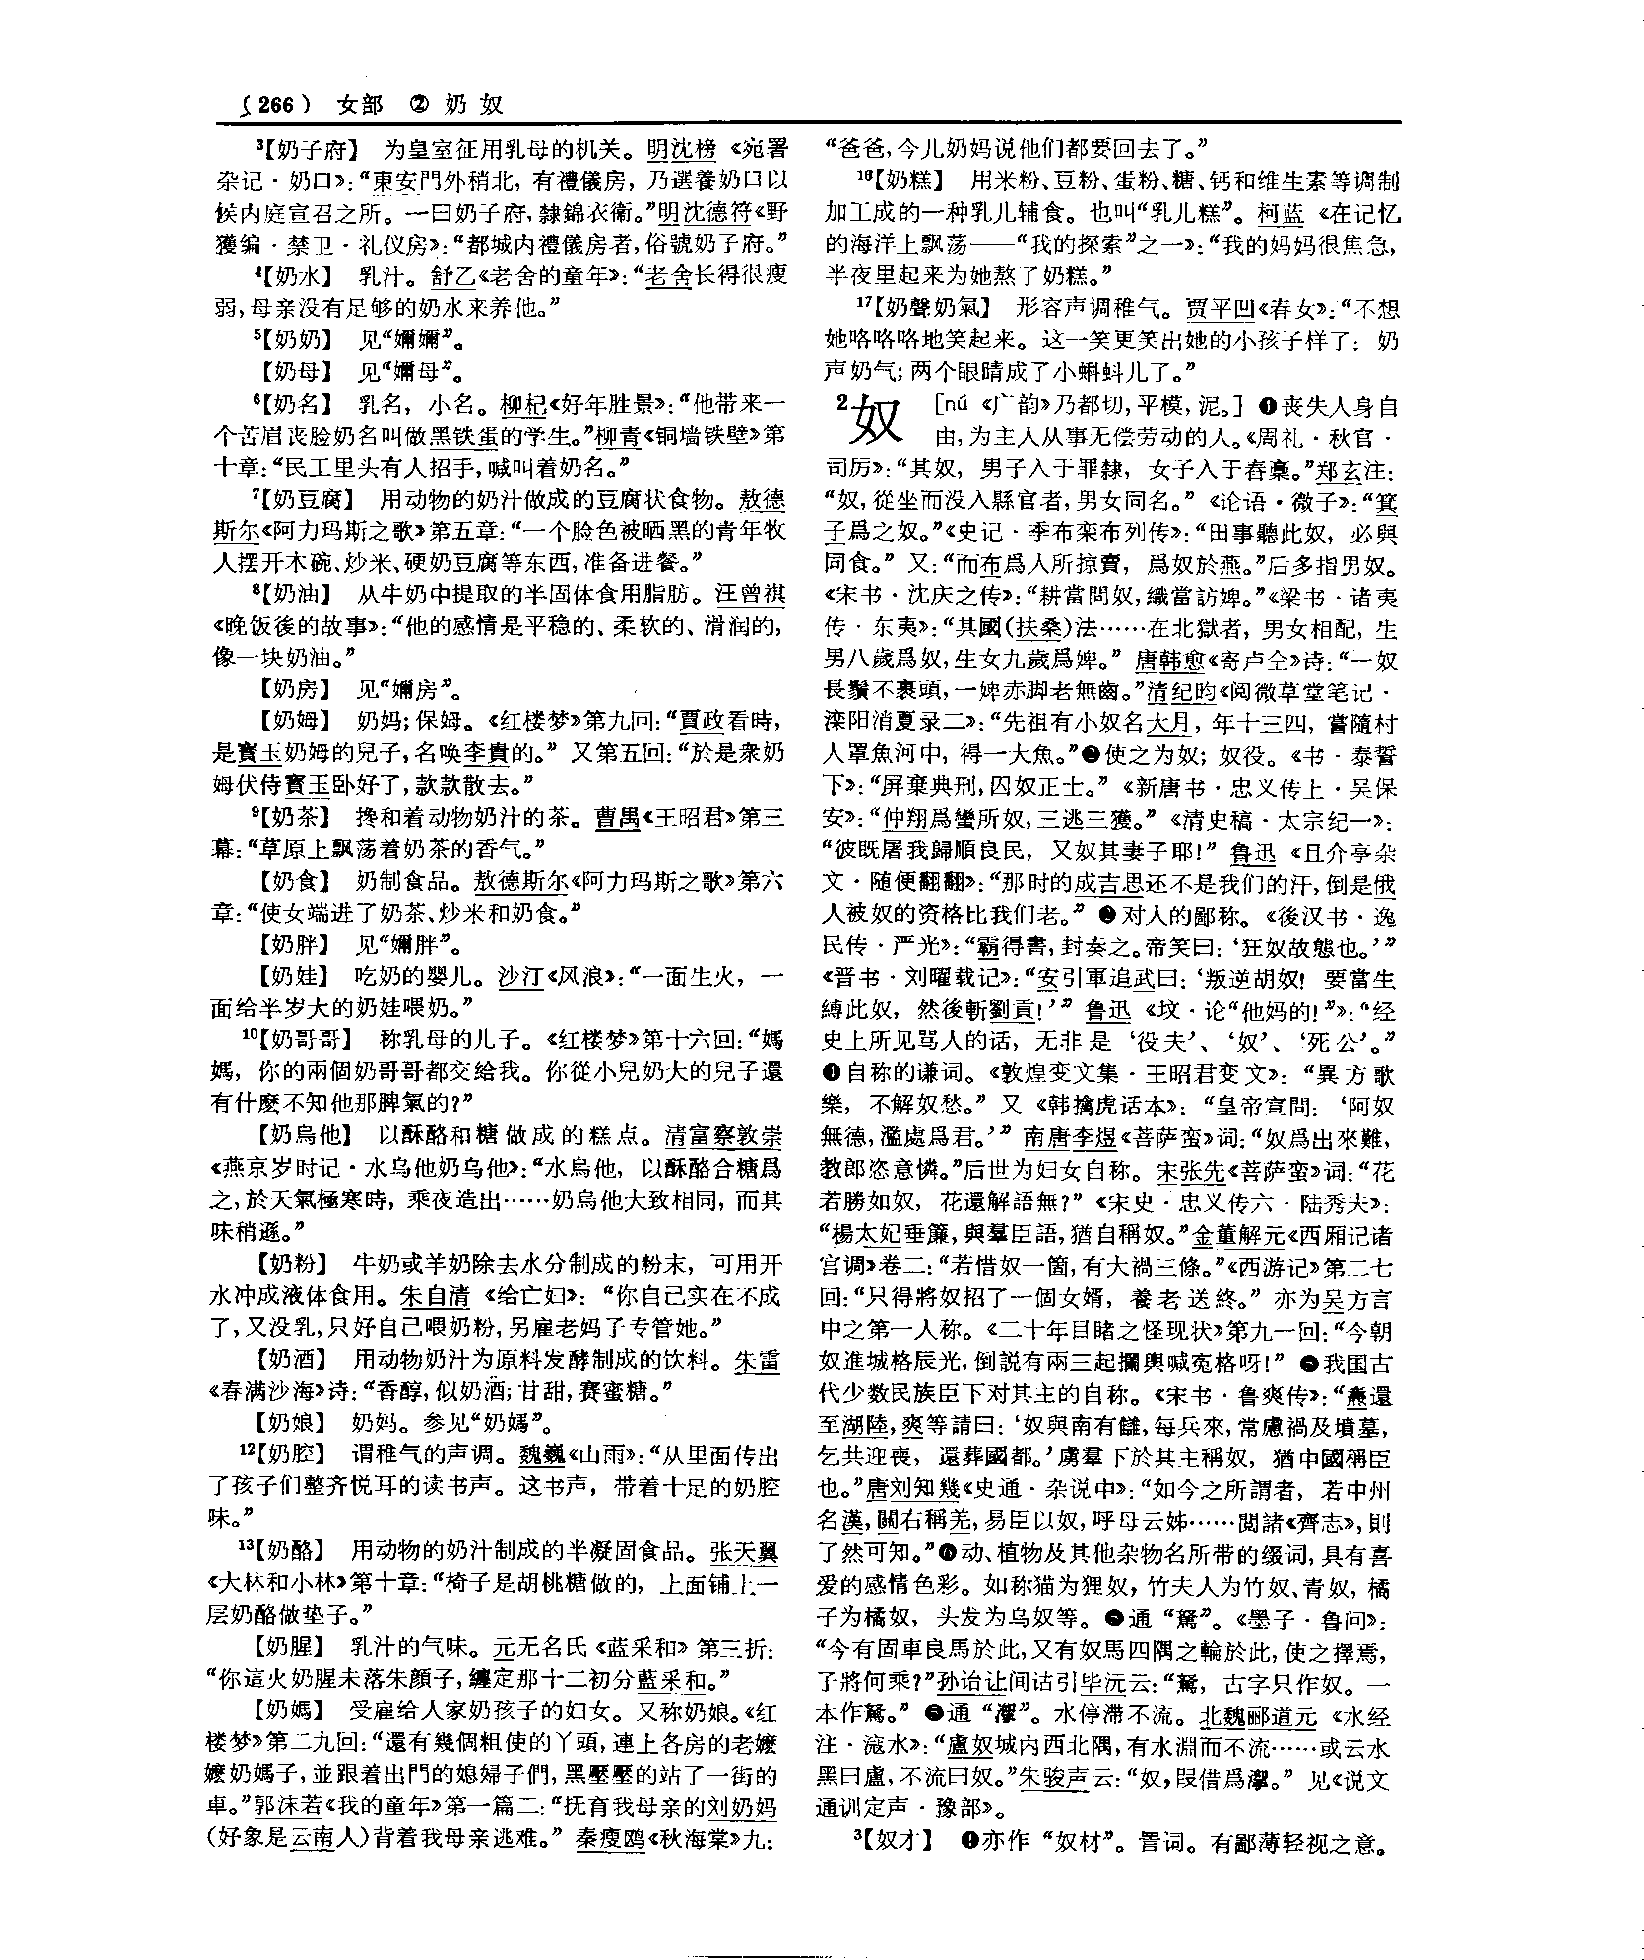 (266) 女部 ② 奶 奴
³【奶子府】 为皇室征用乳母的机关。明沈榜《宛署
杂记·奶口》：“東安門外稍北，有禮儀房，乃選養奶口以
候内庭宣召之所。一曰奶子府，隸錦衣衛。”明沈德符《野
獲编·禁卫·礼仪房》：“都城内禮儀房者，俗號奶子府。”
⁴【奶水】 乳汁。舒乙《老舍的童年》：“老舍长得很瘦
弱，母亲没有足够的奶水来养他。”
⁵【奶奶】 见“嬭嬭”。
【奶母】 见“嬭母”。
⁶【奶名】 乳名，小名。柳杞《好年胜景》：“他带来一
个苦眉丧脸奶名叫做黑铁蛋的学生。”柳青《铜墙铁壁》第
十章：“民工里头有人招手，喊叫着奶名。”
⁷【奶豆腐】 用动物的奶汁做成的豆腐状食物。敖德
斯尔《阿力玛斯之歌》第五章：“一个脸色被晒黑的青年牧
人摆开木碗、炒米、硬奶豆腐等东西，准备进餐。”
⁸【奶油】 从牛奶中提取的半固体食用脂肪。汪曾祺
《晚饭後的故事》：“他的感情是平稳的、柔软的、滑润的，
像一块奶油。”
【奶房】 见“嬭房”。
【奶姆】 奶妈；保姆。《红楼梦》第九回：“賈政看時，
是寳玉奶姆的兒子，名唤李貴的。” 又第五回：“於是衆奶
姆伏侍寳玉卧好了，款款散去。”
⁹【奶茶】 搀和着动物奶汁的茶。曹禺《王昭君》第三
幕：“草原上飘荡着奶茶的香气。”
【奶食】 奶制食品。敖德斯尔《阿力玛斯之歌》第六
章：“使女端进了奶茶、炒米和奶食。”
【奶胖】 见“嬭胖”。
【奶娃】 吃奶的婴儿。沙汀《风浪》：“一面生火，一
面给半岁大的奶娃喂奶。”
¹⁰【奶哥哥】 称乳母的儿子。《红楼梦》第十六回：“媽
媽，你的兩個奶哥哥都交給我。你從小兒奶大的兒子還
有什麽不知他那脾氣的？”
【奶烏他】 以酥酪和糖做成的糕点。清富察敦崇
《燕京岁时记·水乌他奶乌他》：“水烏他，以酥酪合糖爲
之，於天氣極寒時，乘夜造出……奶烏他大致相同，而其
味稍遜。”
【奶粉】 牛奶或羊奶除去水分制成的粉末，可用开
水冲成液体食用。朱自清《给亡妇》：“你自己实在不成
了，又没乳，只好自己喂奶粉，另雇老妈子专管她。”
【奶酒】 用动物奶汁为原料发酵制成的饮料。朱雷
《春满沙海》诗：“香醇，似奶酒；甘甜，赛蜜糖。”
【奶娘】 奶妈。参见“奶媽”。
¹²【奶腔】 谓稚气的声调。魏巍《山雨》：“从里面传出
了孩子们整齐悦耳的读书声。这书声，带着十足的奶腔
味。”
¹³【奶酪】 用动物的奶汁制成的半凝固食品。张天翼
《大林和小林》第十章：“椅子是胡桃糖做的，上面铺上一
层奶酪做垫子。”
【奶腥】 乳汁的气味。元无名氏《蓝采和》第三折：
“你這火奶腥未落朱顔子，纏定那十二初分藍采和。”
【奶媽】 受雇给人家奶孩子的妇女。又称奶娘。《红
楼梦》第二九回：“還有幾個粗使的丫頭，連上各房的老嬤
嬤奶媽子，並跟着出門的媳婦子們，黑壓壓的站了一街的
車。”郭沫若《我的童年》第一篇二：“抚育我母亲的刘奶妈
（好象是云南人）背着我母亲逃难。” 秦瘦鸥《秋海棠》九：
“爸爸，今儿奶妈说他们都要回去了。”
¹⁶【奶糕】 用米粉、豆粉、蛋粉、糖、钙和维生素等调制
加工成的一种乳儿辅食。也叫“乳儿糕”。柯蓝《在记忆
的海洋上飘荡——“我的探索”之一》：“我的妈妈很焦急，
半夜里起来为她熬了奶糕。”
¹⁷【奶聲奶氣】 形容声调稚气。贾平凹《春女》：“不想
她咯咯咯地笑起来。这一笑更笑出她的小孩子样了：奶
声奶气；两个眼睛成了小蝌蚪儿了。”
²奴 [nú 《广韵》乃都切，平模，泥。] ❶丧失人身自
由，为主人从事无偿劳动的人。《周礼·秋官·
司厉》：“其奴，男子入于罪隸，女子入于舂稾。”郑玄注：
“奴，從坐而没入縣官者，男女同名。” 《论语·微子》：“箕
子爲之奴。”《史记·季布栾布列传》：“田事聽此奴，必與
同食。” 又：“而布爲人所掠賣，爲奴於燕。”后多指男奴。
《宋书·沈庆之传》：“耕當問奴，織當訪婢。”《梁书·诸夷
传·东夷》：“其國（扶桑）法……在北獄者，男女相配，生
男八歲爲奴，生女九歲爲婢。” 唐韩愈《寄卢仝》诗：“一奴
長鬚不裹頭，一婢赤脚老無齒。”清纪昀《阅微草堂笔记·
滦阳消夏录二》：“先祖有小奴名大月，年十三四，嘗隨村
人罩魚河中，得一大魚。”❷使之为奴；奴役。《书·泰誓
下》：“屏棄典刑，囚奴正士。” 《新唐书·忠义传上·吴保
安》：“仲翔爲蠻所奴，三逃三獲。” 《清史稿·太宗纪一》：
“彼既屠我歸順良民，又奴其妻子耶！” 鲁迅《且介亭杂
文·随便翻翻》：“那时的成吉思还不是我们的汗，倒是俄
人被奴的资格比我们老。” ❸对人的鄙称。《後汉书·逸
民传·严光》：“霸得書，封奏之。帝笑曰：‘狂奴故態也。’”
《晋书·刘曜载记》：“安引軍追武曰：‘叛逆胡奴！要當生
縛此奴，然後斬劉貢！’” 鲁迅《坟·论“他妈的！”》：“经
史上所见骂人的话，无非是‘役夫’、‘奴’、‘死公’。”
❹自称的谦词。《敦煌变文集·王昭君变文》：“異方歌
樂，不解奴愁。” 又《韩擒虎话本》：“皇帝宣問：‘阿奴
無德，濫處爲君。’” 南唐李煜《菩萨蛮》词：“奴爲出來難，
教郎恣意憐。”后世为妇女自称。宋张先《菩萨蛮》词：“花
若勝如奴，花還解語無？” 《宋史·忠义传六·陆秀夫》：
“楊太妃垂簾，與羣臣語，猶自稱奴。”金董解元《西厢记诸
宫调》卷二：“若惜奴一箇，有大禍三條。”《西游记》第二七
回：“只得將奴招了一個女婿，養老送終。” 亦为吴方言
中之第一人称。《二十年目睹之怪现状》第九一回：“今朝
奴進城格辰光，倒説有兩三起攔輿喊寃格呀！” ❺我国古
代少数民族臣下对其主的自称。《宋书·鲁爽传》：“燾還
至湖陸，爽等請曰：‘奴與南有讎，每兵來，常慮禍及墳墓，
乞共迎喪，還葬國都。’虜羣下於其主稱奴，猶中國稱臣
也。”唐刘知幾《史通·杂说中》：“如今之所謂者，若中州
名漢，關右稱羌，易臣以奴，呼母云姊……閲諸《齊志》，則
了然可知。”❻动、植物及其他杂物名所带的缀词，具有喜
爱的感情色彩。如称猫为狸奴，竹夫人为竹奴、青奴，橘
子为橘奴，头发为乌奴等。❼通“駑”。《墨子·鲁问》：
“今有固車良馬於此，又有奴馬四隅之輪於此，使之擇焉，
子將何乘？”孙诒让间诂引毕沅云：“駑，古字只作奴。一
本作駑。” ❽通“㵖”。水停滞不流。北魏郦道元《水经
注·滱水》：“盧奴城内西北隅，有水淵而不流……或云水
黑曰盧，不流曰奴。”朱骏声云：“奴，叚借爲㵖。” 见《说文
通训定声·豫部》。
³【奴才】 ❶亦作“奴材”。詈词。有鄙薄轻视之意。